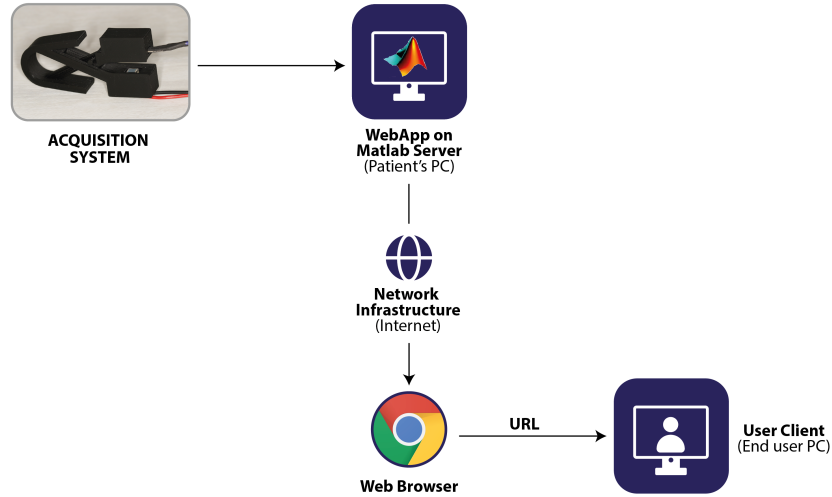 ACQUISITION
SYSTEM
WebApp on
Matlab Server
(Patient's PC)
Network
Infrastructure
(Internet)
Web Browser
URL
User Client
(End user PC)